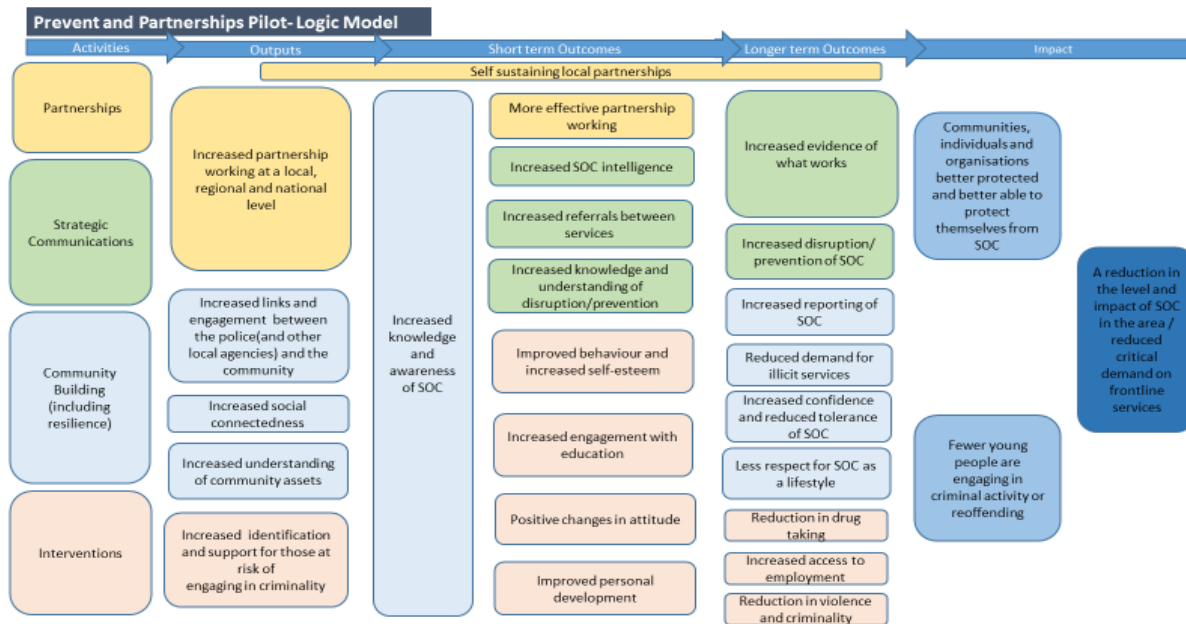 Prevent and Partnerships Pilot- Logic Model
Activities
Outputs
Short term Outcomes
Longer term Outcomes
Impact
Self sustaining local partnerships
Partnerships
Strategic
Communications
Community
Building
(including
resilience)
Interventions
Increased partnership
working at a local,
regional and national
level
Increased links and
engagement between
the police(and other
local agencies) and the
community
Increased social
connectedness
Increased understanding
of community assets
Increased identification
and support for those at
risk of
engaging in criminality
Increased
knowledge
and
awareness
of SOC
More effective partnership
working
Increased SOC intelligence
Increased referrals between
services
Increased knowledge and
understanding of
disruption/prevention
Improved behaviour and
increased self-esteem
Increased engagement with
education
Positive changes in attitude
Improved personal
development
Increased evidence of
what works
Increased disruption/
prevention of SOC
Increased reporting of
SOC
Reduced demand for
illicit services
Increased confidence
and reduced tolerance
of SOC
Less respect for SOC as
a lifestyle
Reduction in drug
taking
Increased access to
employment
Reduction in violence
and criminality
Communities,
individuals and
organisations
better protected
and better able to
protect
themselves from
SOC
Fewer young
people are
engaging in
criminal activity or
reoffending
A reduction in
the level and
impact of SOC
in the area /
reduced
critical
demand on
frontline
services